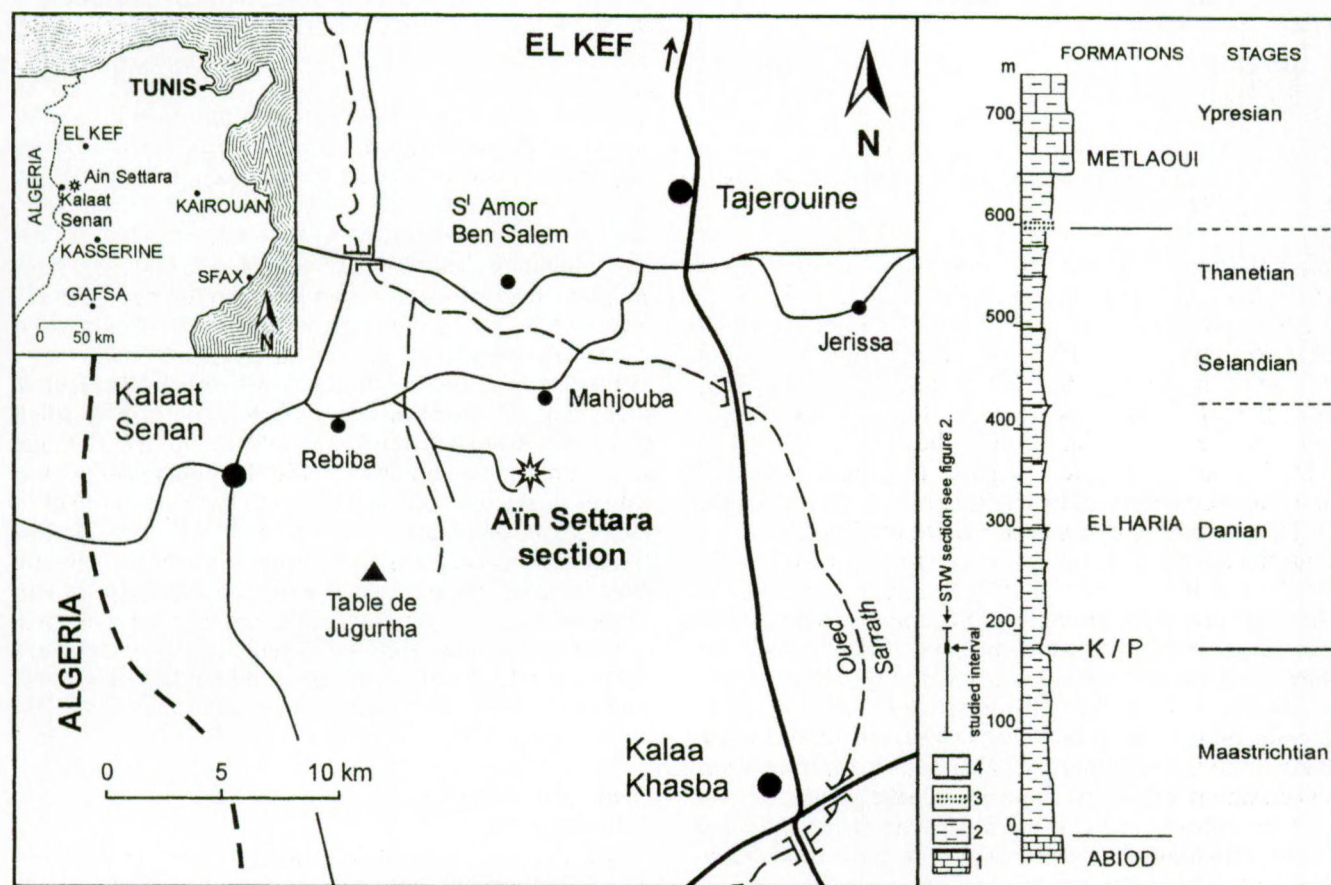 TUNIS
EL KEF
Ain Settara
Kalaat
Senan
KAIROUAN
KASSERINE
SFAX
GAFSA
ALGERIA
0 50 km
N
EL KEF
N
Tajerouine
Sᴵ Amor
Ben Salem
Jerissa
Kalaat
Senan
Mahjouba
Rebiba
Aïn Settara
section
Table de
Jugurtha
ALGERIA
Oued
Sarrath
Kalaa
Khasba
0 5 10 km
FORMATIONS STAGES
m
700
600
500
400
300
200
100
0
METLAOUI
EL HARIA
K / P
ABIOD
Ypresian
Thanetian
Selandian
Danian
Maastrichtian
STW section see figure 2.
studied interval
4
3
2
1